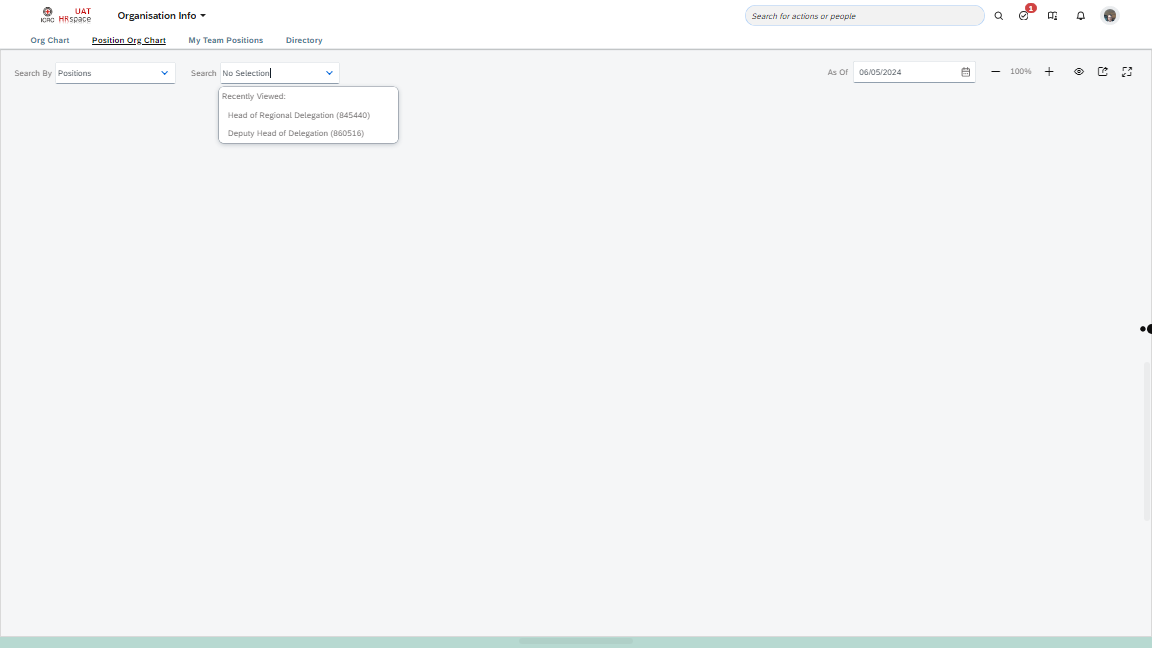 ICRC
UAT
HRspace
Organisation Info
Search for actions or people
1
Org Chart
Position Org Chart
My Team Positions
Directory
Search By
Positions
Search
No Selection
As Of
06/05/2024
100%
Recently Viewed:
Head of Regional Delegation (845440)
Deputy Head of Delegation (860516)